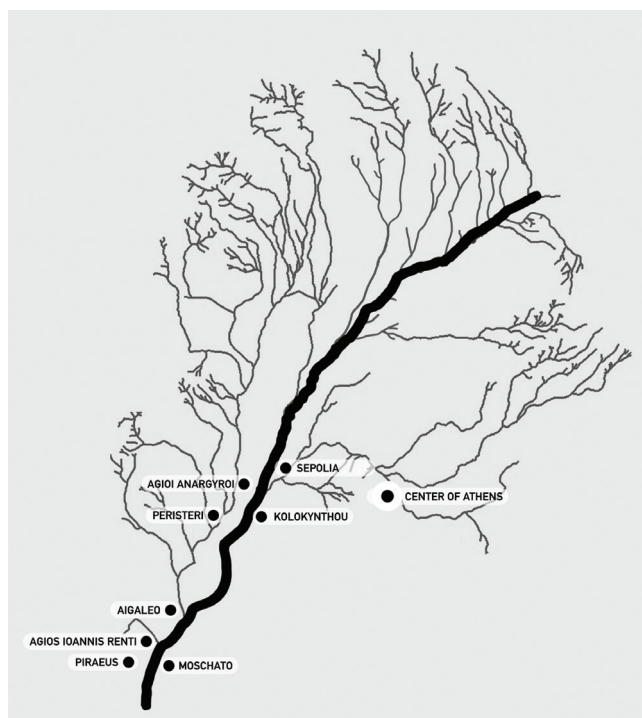 SEPOLIA
AGIOI ANARGYROI
CENTER OF ATHENS
PERISTERI
KOLOKYNTHOU
AIGALEO
AGIOS IOANNIS RENTI
PIRAEUS
MOSCHATO